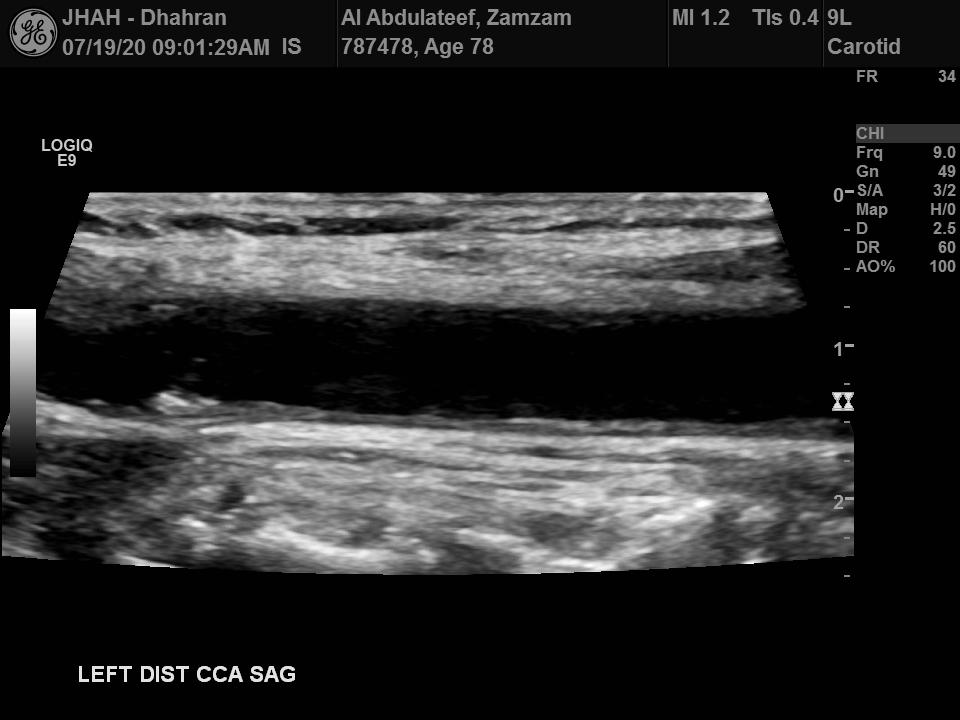 JHAH - Dhahran
07/19/20 09:01:29AM IS
Al Abdulateef, Zamzam
787478, Age 78
MI 1.2 TIs 0.4
9L
Carotid
FR 34
CHI
Frq 9.0
Gn 49
S/A 3/2
Map H/0
D 2.5
DR 60
AO% 100
LOGIQ
E9
0
1
2
LEFT DIST CCA SAG